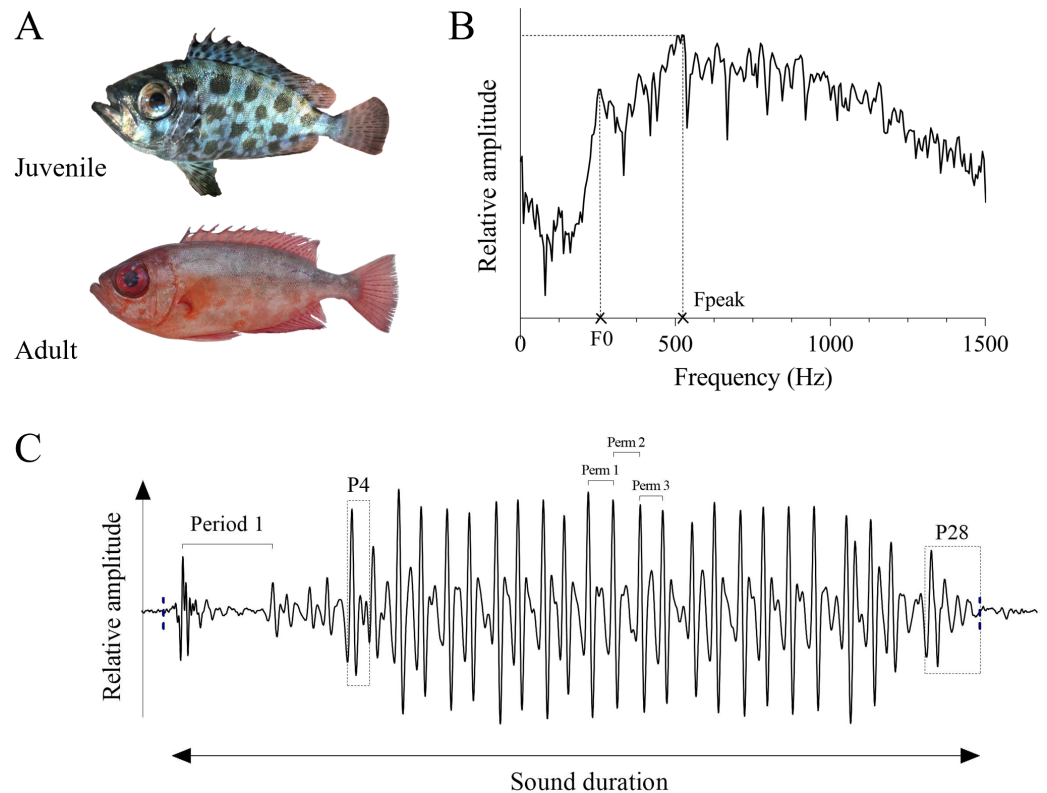 A
Juvenile
Adult
B
Relative amplitude
Fpeak
F0
0
500
1000
1500
Frequency (Hz)
C
Perm 2
Perm 1
Perm 3
P4
Period 1
P28
Relative amplitude
Sound duration